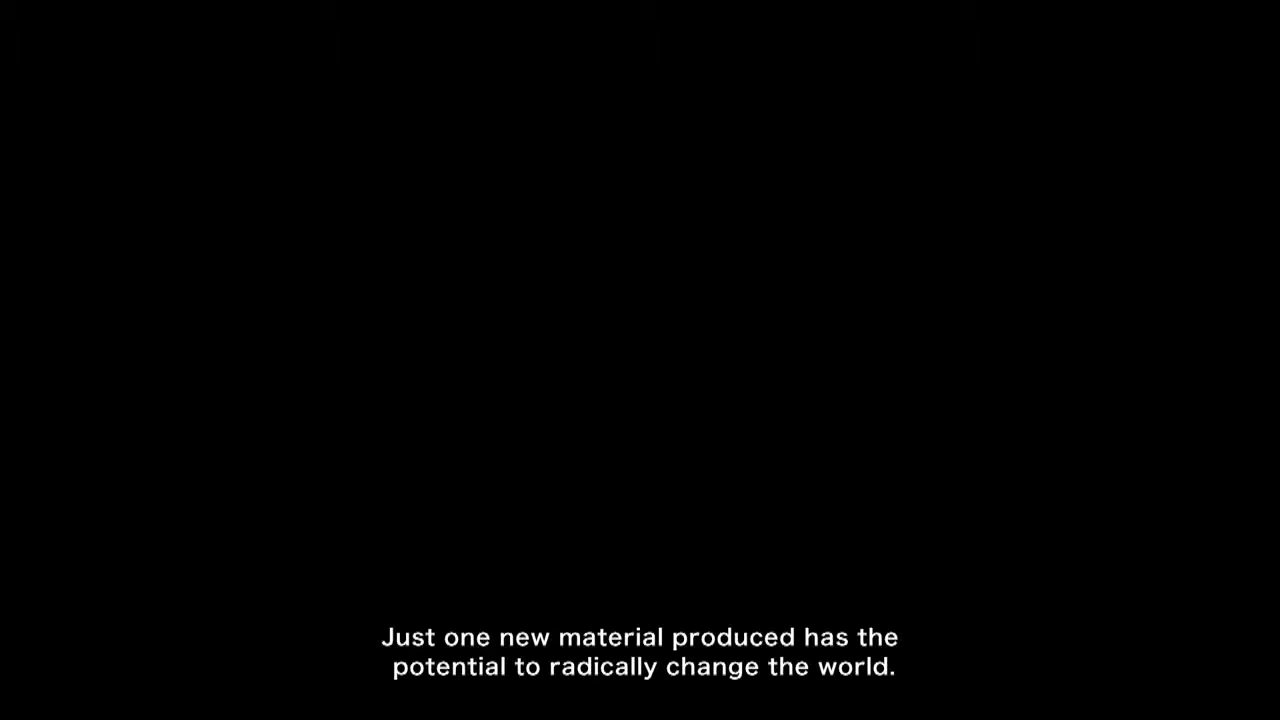 Just one new material produced has the
potential to radically change the world.